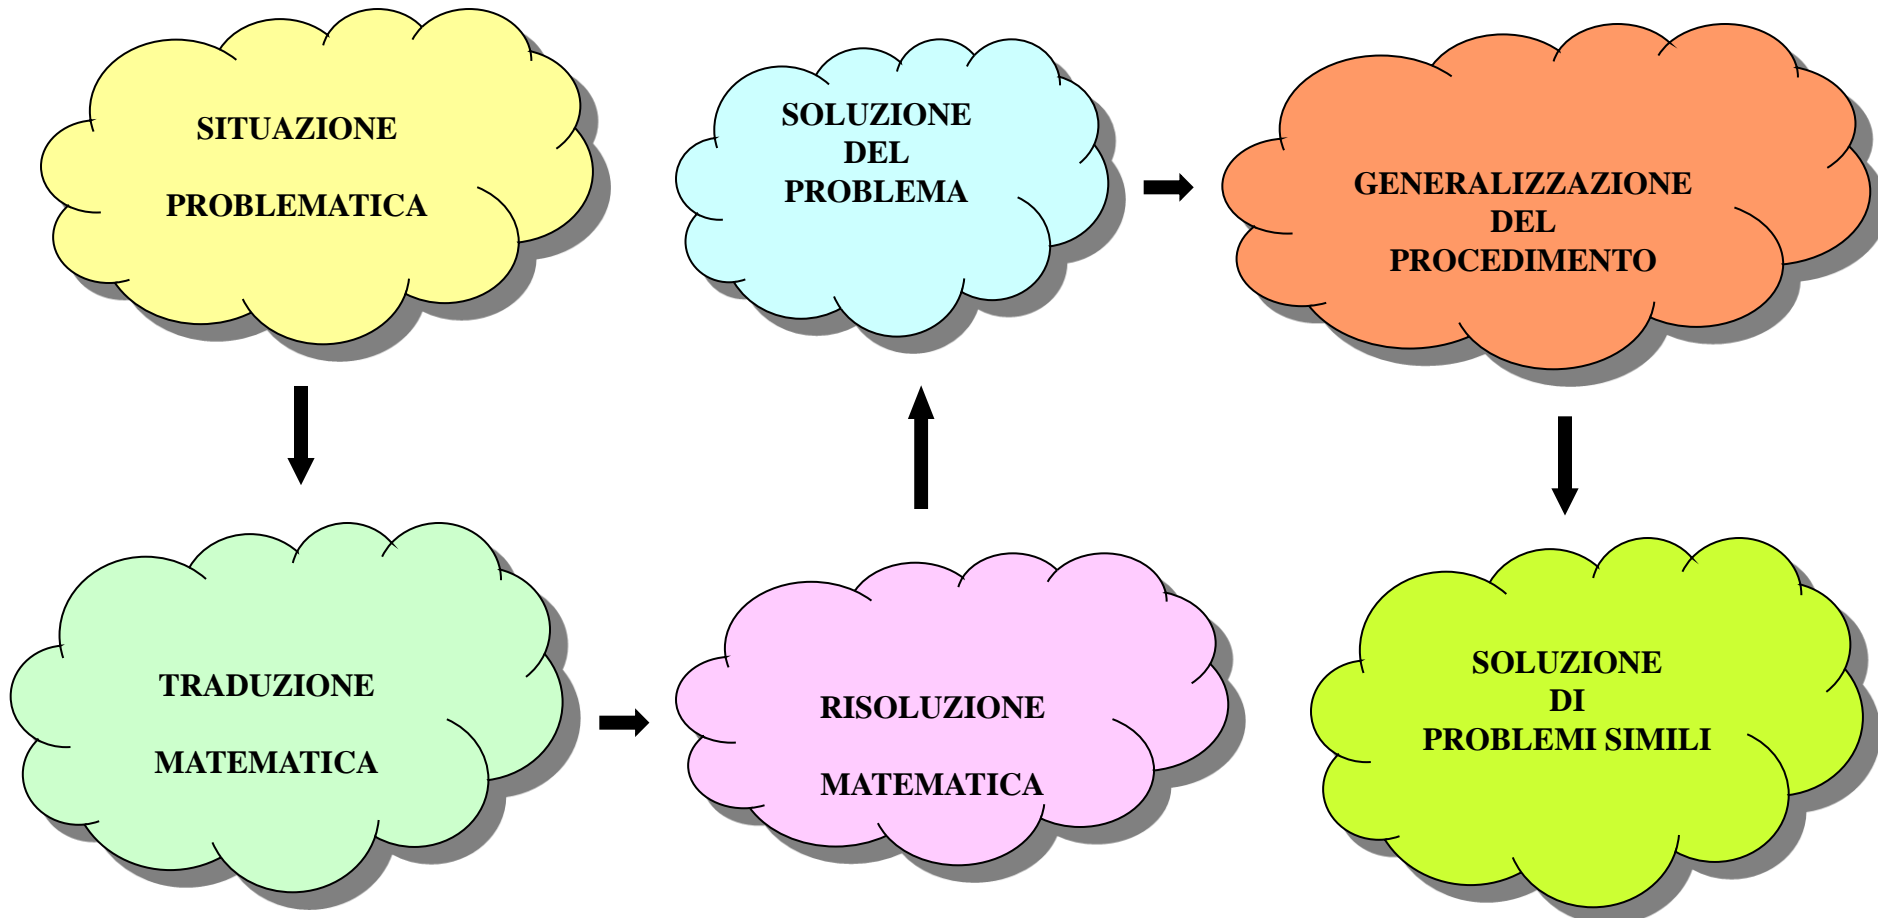 SITUAZIONE
PROBLEMATICA
TRADUZIONE
MATEMATICA
RISOLUZIONE
MATEMATICA
SOLUZIONE
DEL
PROBLEMA
GENERALIZZAZIONE
DEL
PROCEDIMENTO
SOLUZIONE
DI
PROBLEMI SIMILI